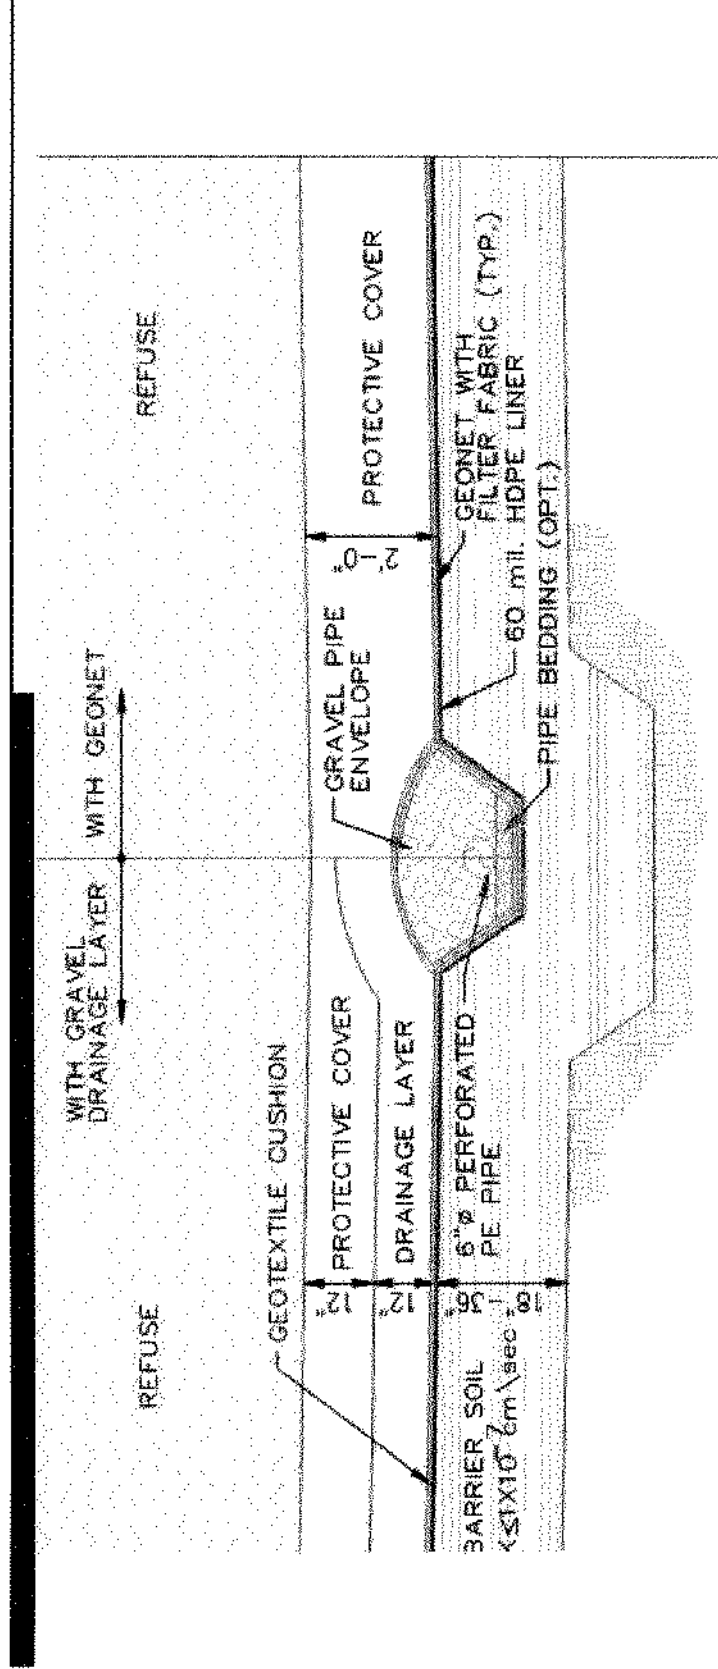 WITH GRAVEL
DRAINAGE LAYER
WITH GEONET
REFUSE
REFUSE
GEOTEXTILE CUSHION
GRAVEL PIPE
ENVELOPE
PROTECTIVE COVER
PROTECTIVE COVER
12"
2'-0"
DRAINAGE LAYER
12"
6"ø PERFORATED
PE PIPE
GEONET WITH
FILTER FABRIC (TYP.)
60 mil. HDPE LINER
PIPE BEDDING (OPT.)
18"-36"
BARRIER SOIL
K≤1X10⁻⁷cm\sec